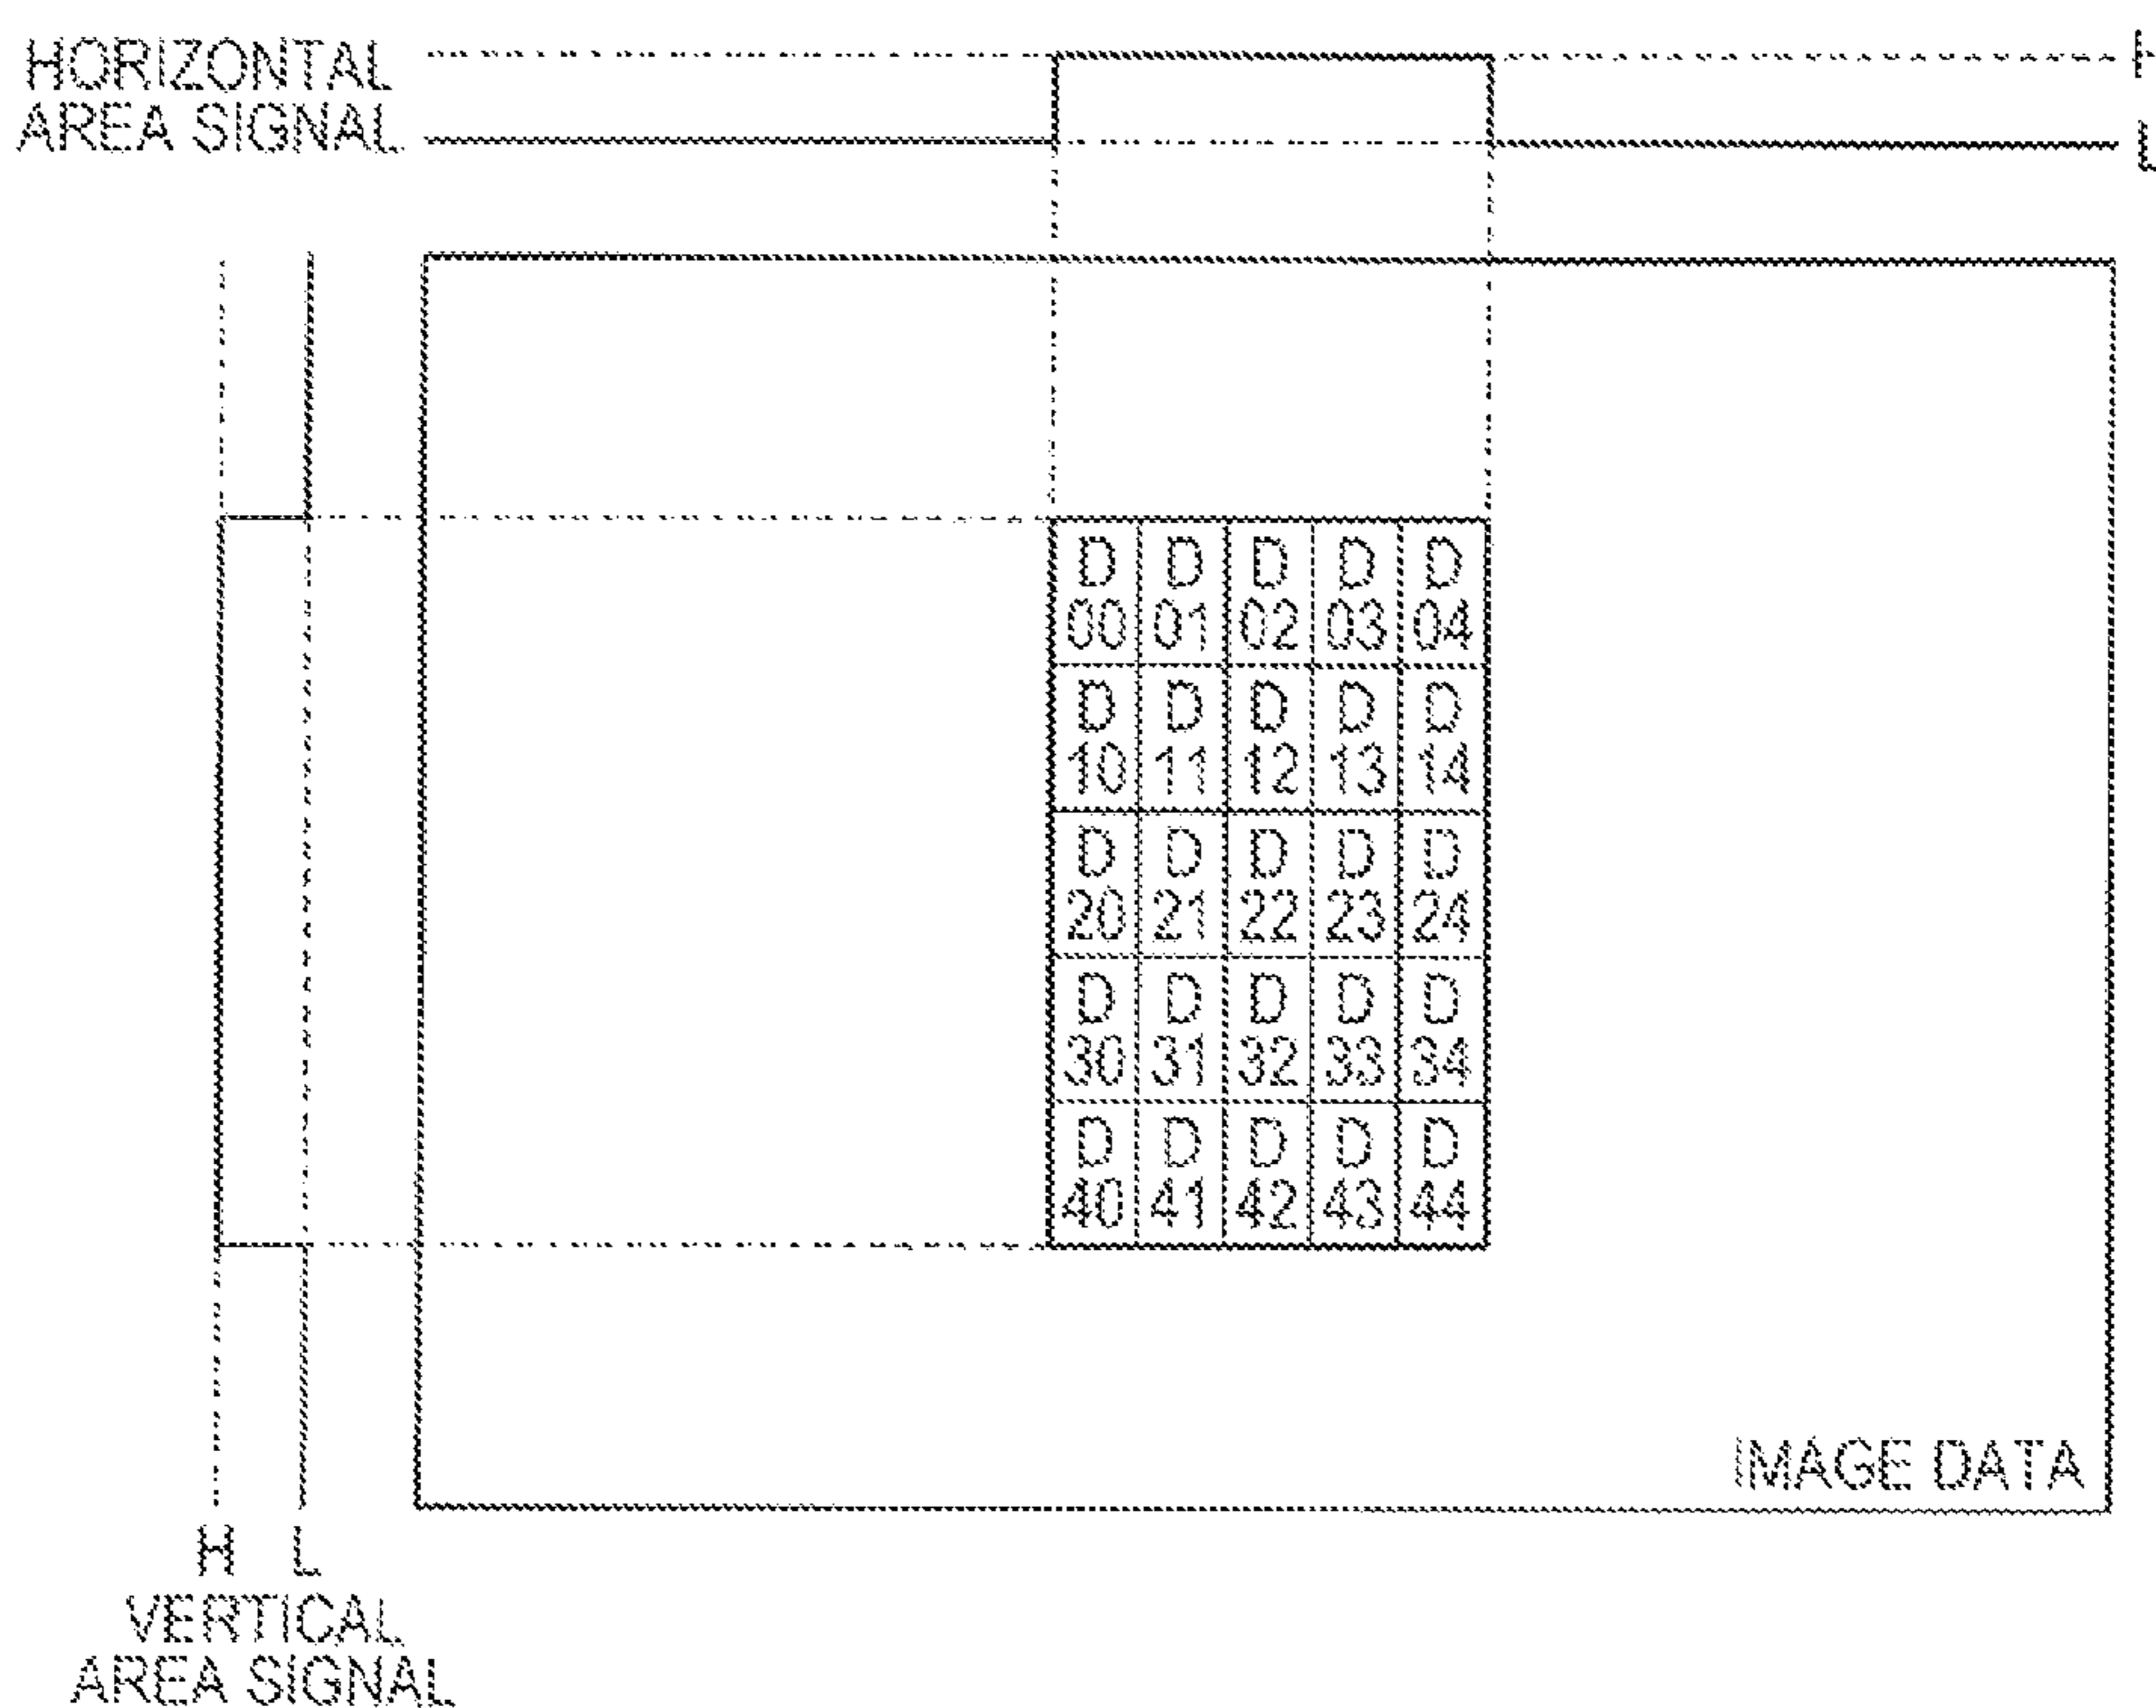 HORIZONTAL
AREA SIGNAL
H
L
D D D D D
00 01 02 03 04
D D D D D
10 11 12 13 14
D D D D D
20 21 22 23 24
D D D D D
30 31 32 33 34
D D D D D
40 41 42 43 44
IMAGE DATA
H L
VERTICAL
AREA SIGNAL